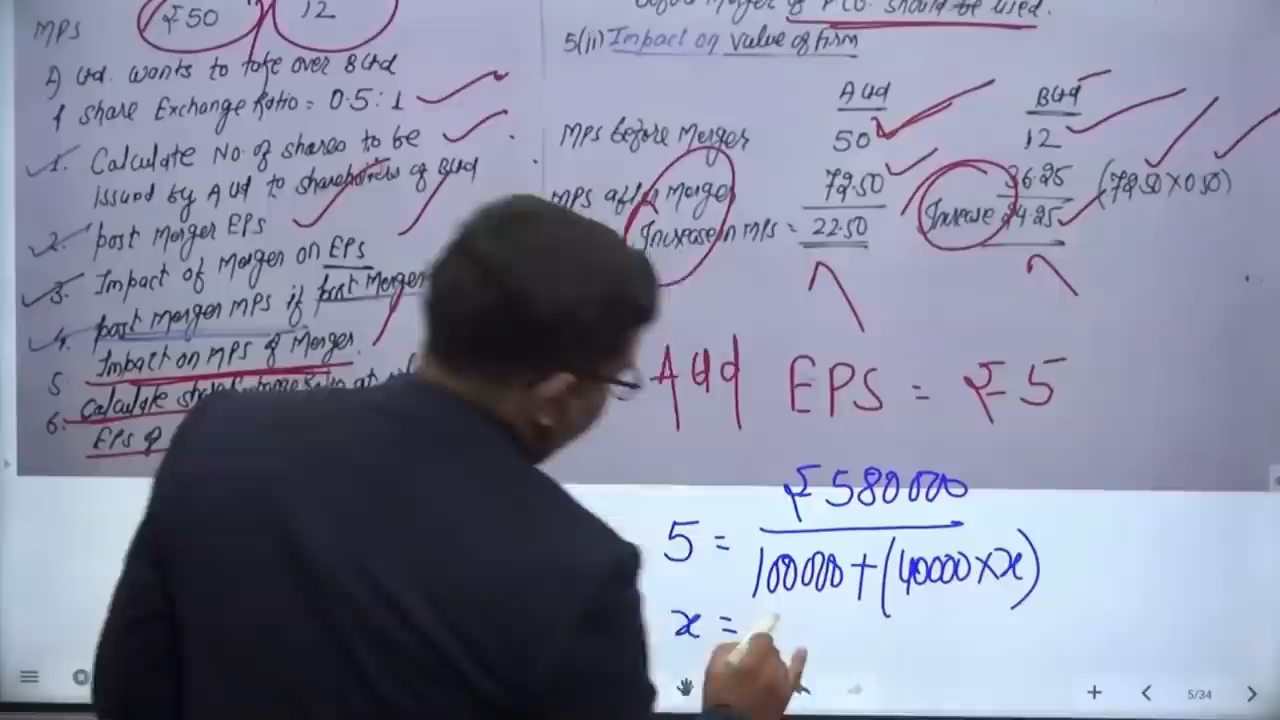 MPS ₹50 12
A Ltd. wants to take over B Ltd
& share Exchange Ratio = 0.5 : 1
1. Calculate No. of shares to be
issued by A Ltd to shareholders of B Ltd
2. post Merger EPS
3. Impact of Merger on EPS
4. post merger MPS if post Merger
5 Impact on MPS of Merger.
6. Calculate
EPS of
Before Merger of P Co. should be used.
5(ii) Impact on value of firm
A Ltd B Ltd
MPS before Merger 50 12
MPS after Merger 72.50 36.25 (72.50 X 0.50)
Increase in MPS = 22.50 Increase 24.25
A Ltd EPS = ₹5
5 = ₹580000
100000 + (40000 X x)
x =
5/34